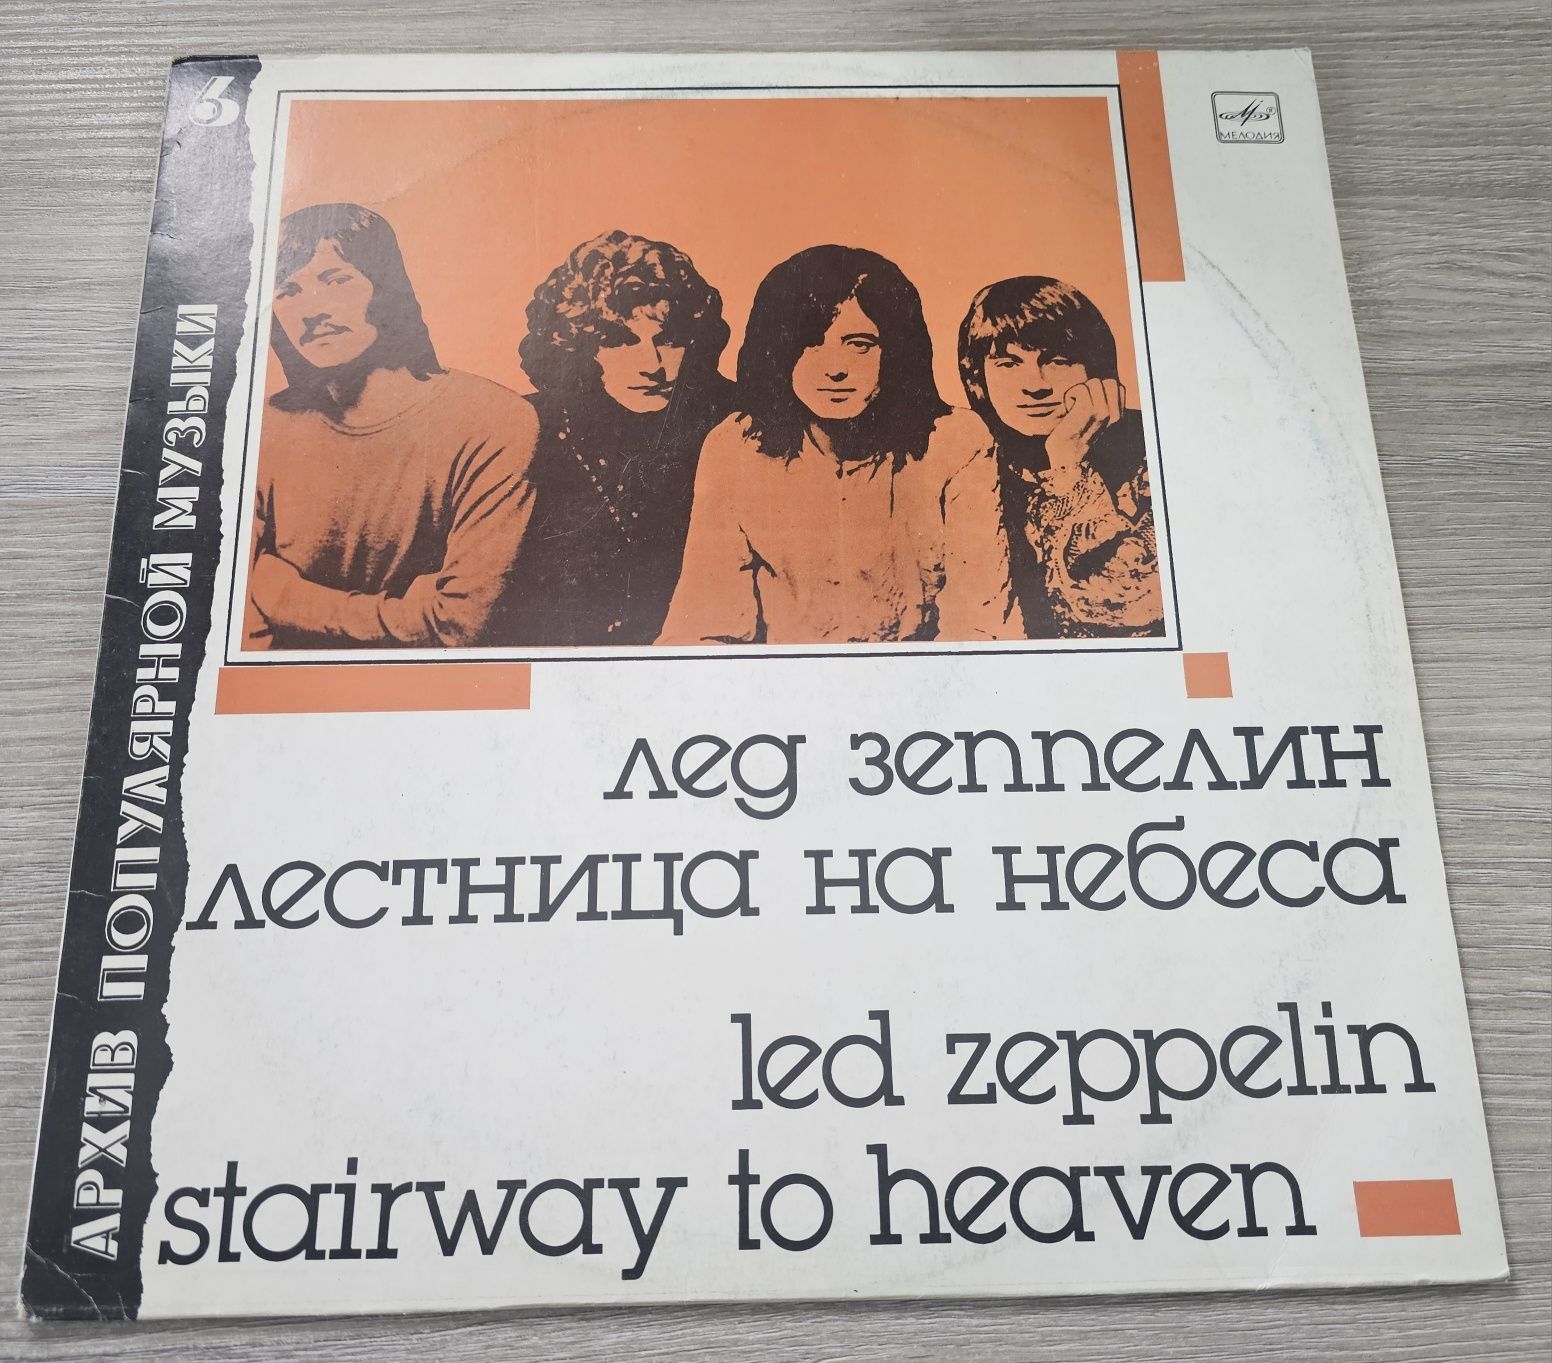 6
АРХИВ ПОПУЛЯРНОЙ МУЗЫКИ
МЕЛОДИЯ
лед зеппелин
лестница на небеса
led zeppelin
stairway to heaven